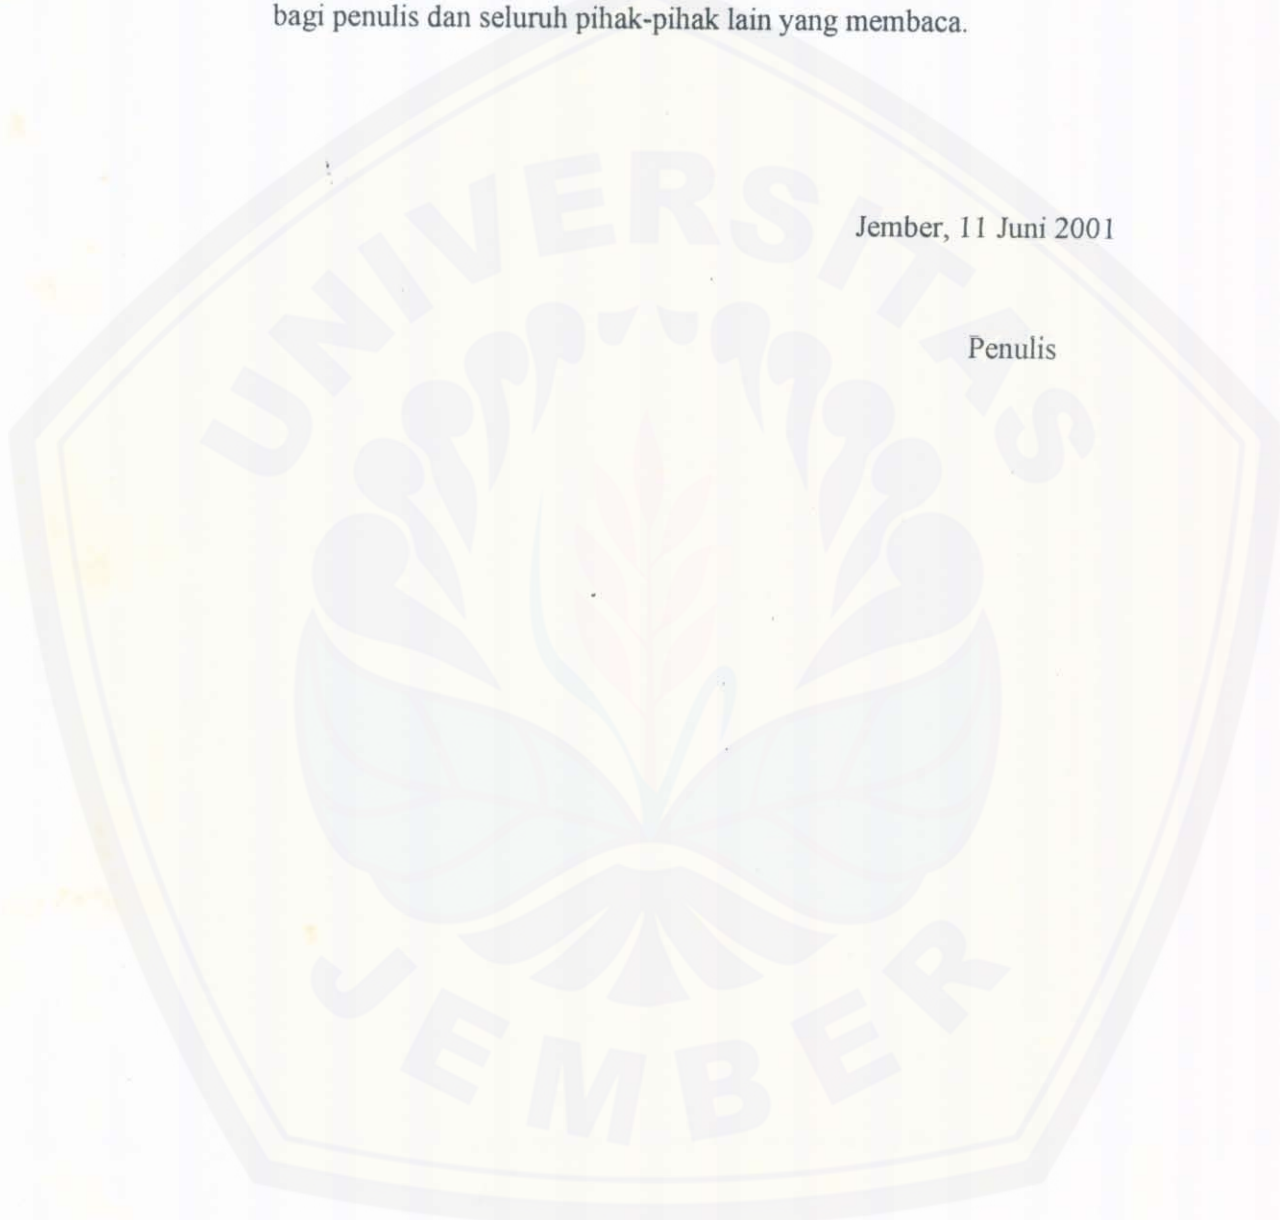 bagi penulis dan seluruh pihak-pihak lain yang membaca.
Jember, 11 Juni 2001
Penulis
UNIVERSITAS
JEMBER